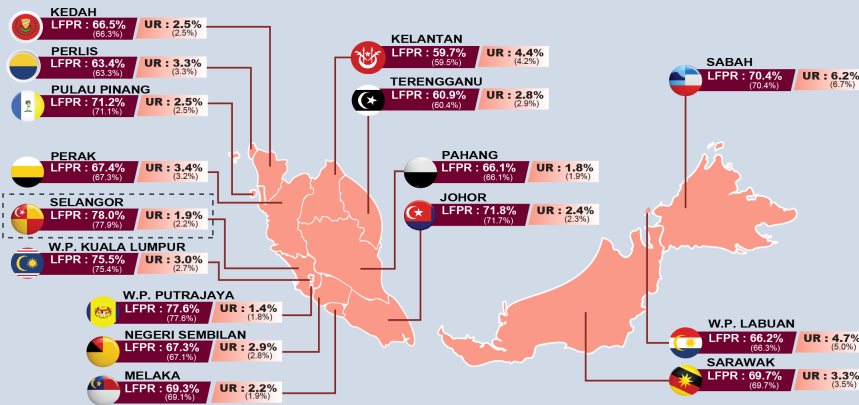 KEDAH
LFPR : 66.5% UR : 2.5%
(66.3%) (2.5%)
PERLIS
LFPR : 63.4% UR : 3.3%
(63.3%) (3.3%)
PULAU PINANG
LFPR : 71.2% UR : 2.5%
(71.1%) (2.5%)
PERAK
LFPR : 67.4% UR : 3.4%
(67.3%) (3.2%)
SELANGOR
LFPR : 78.0% UR : 1.9%
(77.9%) (2.2%)
W.P. KUALA LUMPUR
LFPR : 75.5% UR : 3.0%
(75.4%) (2.7%)
W.P. PUTRAJAYA
LFPR : 77.6% UR : 1.4%
(77.6%) (1.8%)
NEGERI SEMBILAN
LFPR : 67.3% UR : 2.9%
(67.1%) (2.8%)
MELAKA
LFPR : 69.3% UR : 2.2%
(69.1%) (1.9%)
KELANTAN
LFPR : 59.7% UR : 4.4%
(59.5%) (4.2%)
TERENGGANU
LFPR : 60.9% UR : 2.8%
(60.4%) (2.9%)
PAHANG
LFPR : 66.1% UR : 1.8%
(66.1%) (1.9%)
JOHOR
LFPR : 71.8% UR : 2.4%
(71.7%) (2.3%)
SABAH
LFPR : 70.4% UR : 6.2%
(70.4%) (6.7%)
W.P. LABUAN
LFPR : 66.2% UR : 4.7%
(66.3%) (5.0%)
SARAWAK
LFPR : 69.7% UR : 3.3%
(69.7%) (3.5%)